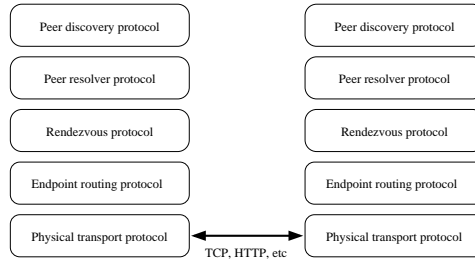 Peer discovery protocol
Peer discovery protocol
Peer resolver protocol
Peer resolver protocol
Rendezvous protocol
Rendezvous protocol
Endpoint routing protocol
Endpoint routing protocol
Physical transport protocol
Physical transport protocol
TCP, HTTP, etc